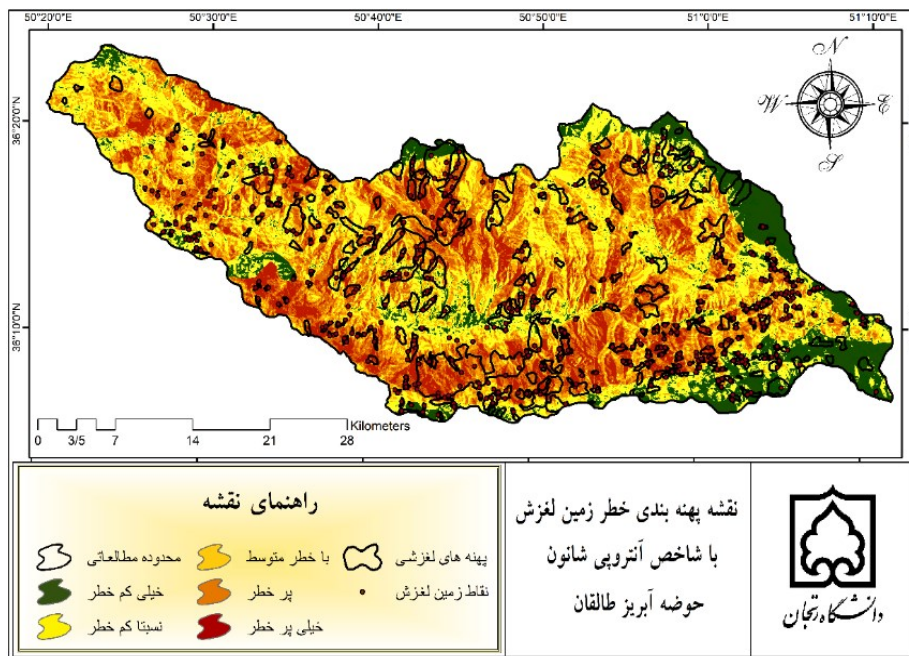 50°20'0"E 50°30'0"E 50°40'0"E 50°50'0"E 51°0'0"E 51°10'0"E
36°20'0"N
36°10'0"N
N
W E
S
Kilometers
0 3/5 7 14 21 28
راهنمای نقشه
پهنه های لغزشی
با خطر متوسط
محدوده مطالعاتی
نقاط زمین لغزش
پر خطر
خیلی کم خطر
خیلی پر خطر
نسبتا کم خطر
نقشه پهنه بندی خطر زمین لغزش
با شاخص آنتروپی شانون
حوضه آبریز طالقان
دانشگاه زنجان